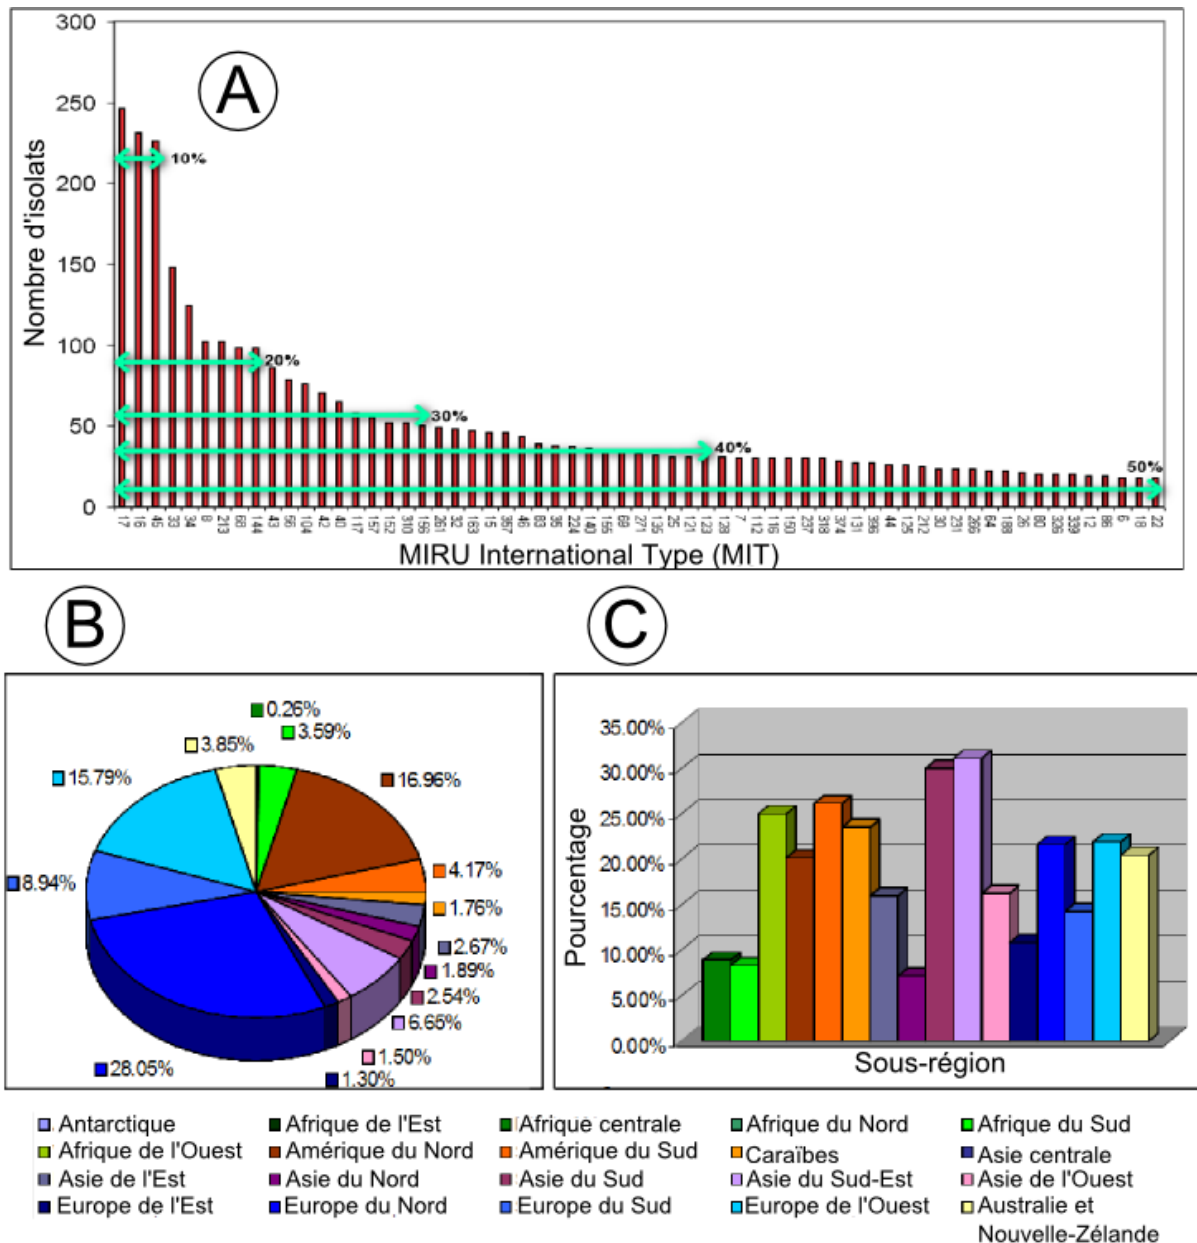 A
Nombre d'isolats
300
250
200
150
100
50
0
10%
20%
30%
40%
50%
17 16 45 33 34 8 213 68 144 43 56 104 42 40 117 157 152 310 156 261 32 163 15 357 46 83 35 224 140 155 69 271 135 25 121 123 128 7 112 116 150 237 318 374 131 396 44 125 212 30 231 266 64 188 26 80 326 339 12 86 6 18 22
MIRU International Type (MIT)
B
0.26%
3.59%
3.85%
15.79%
16.96%
4.17%
8.94%
1.76%
2.67%
1.89%
2.54%
6.65%
1.50%
28.05%
1.30%
C
Pourcentage
35.00%
30.00%
25.00%
20.00%
15.00%
10.00%
5.00%
0.00%
Sous-région
Antarctique Afrique de l'Est Afrique centrale Afrique du Nord Afrique du Sud
Afrique de l'Ouest Amérique du Nord Amérique du Sud Caraïbes Asie centrale
Asie de l'Est Asie du Nord Asie du Sud Asie du Sud-Est Asie de l'Ouest
Europe de l'Est Europe du Nord Europe du Sud Europe de l'Ouest Australie et
Nouvelle-Zélande